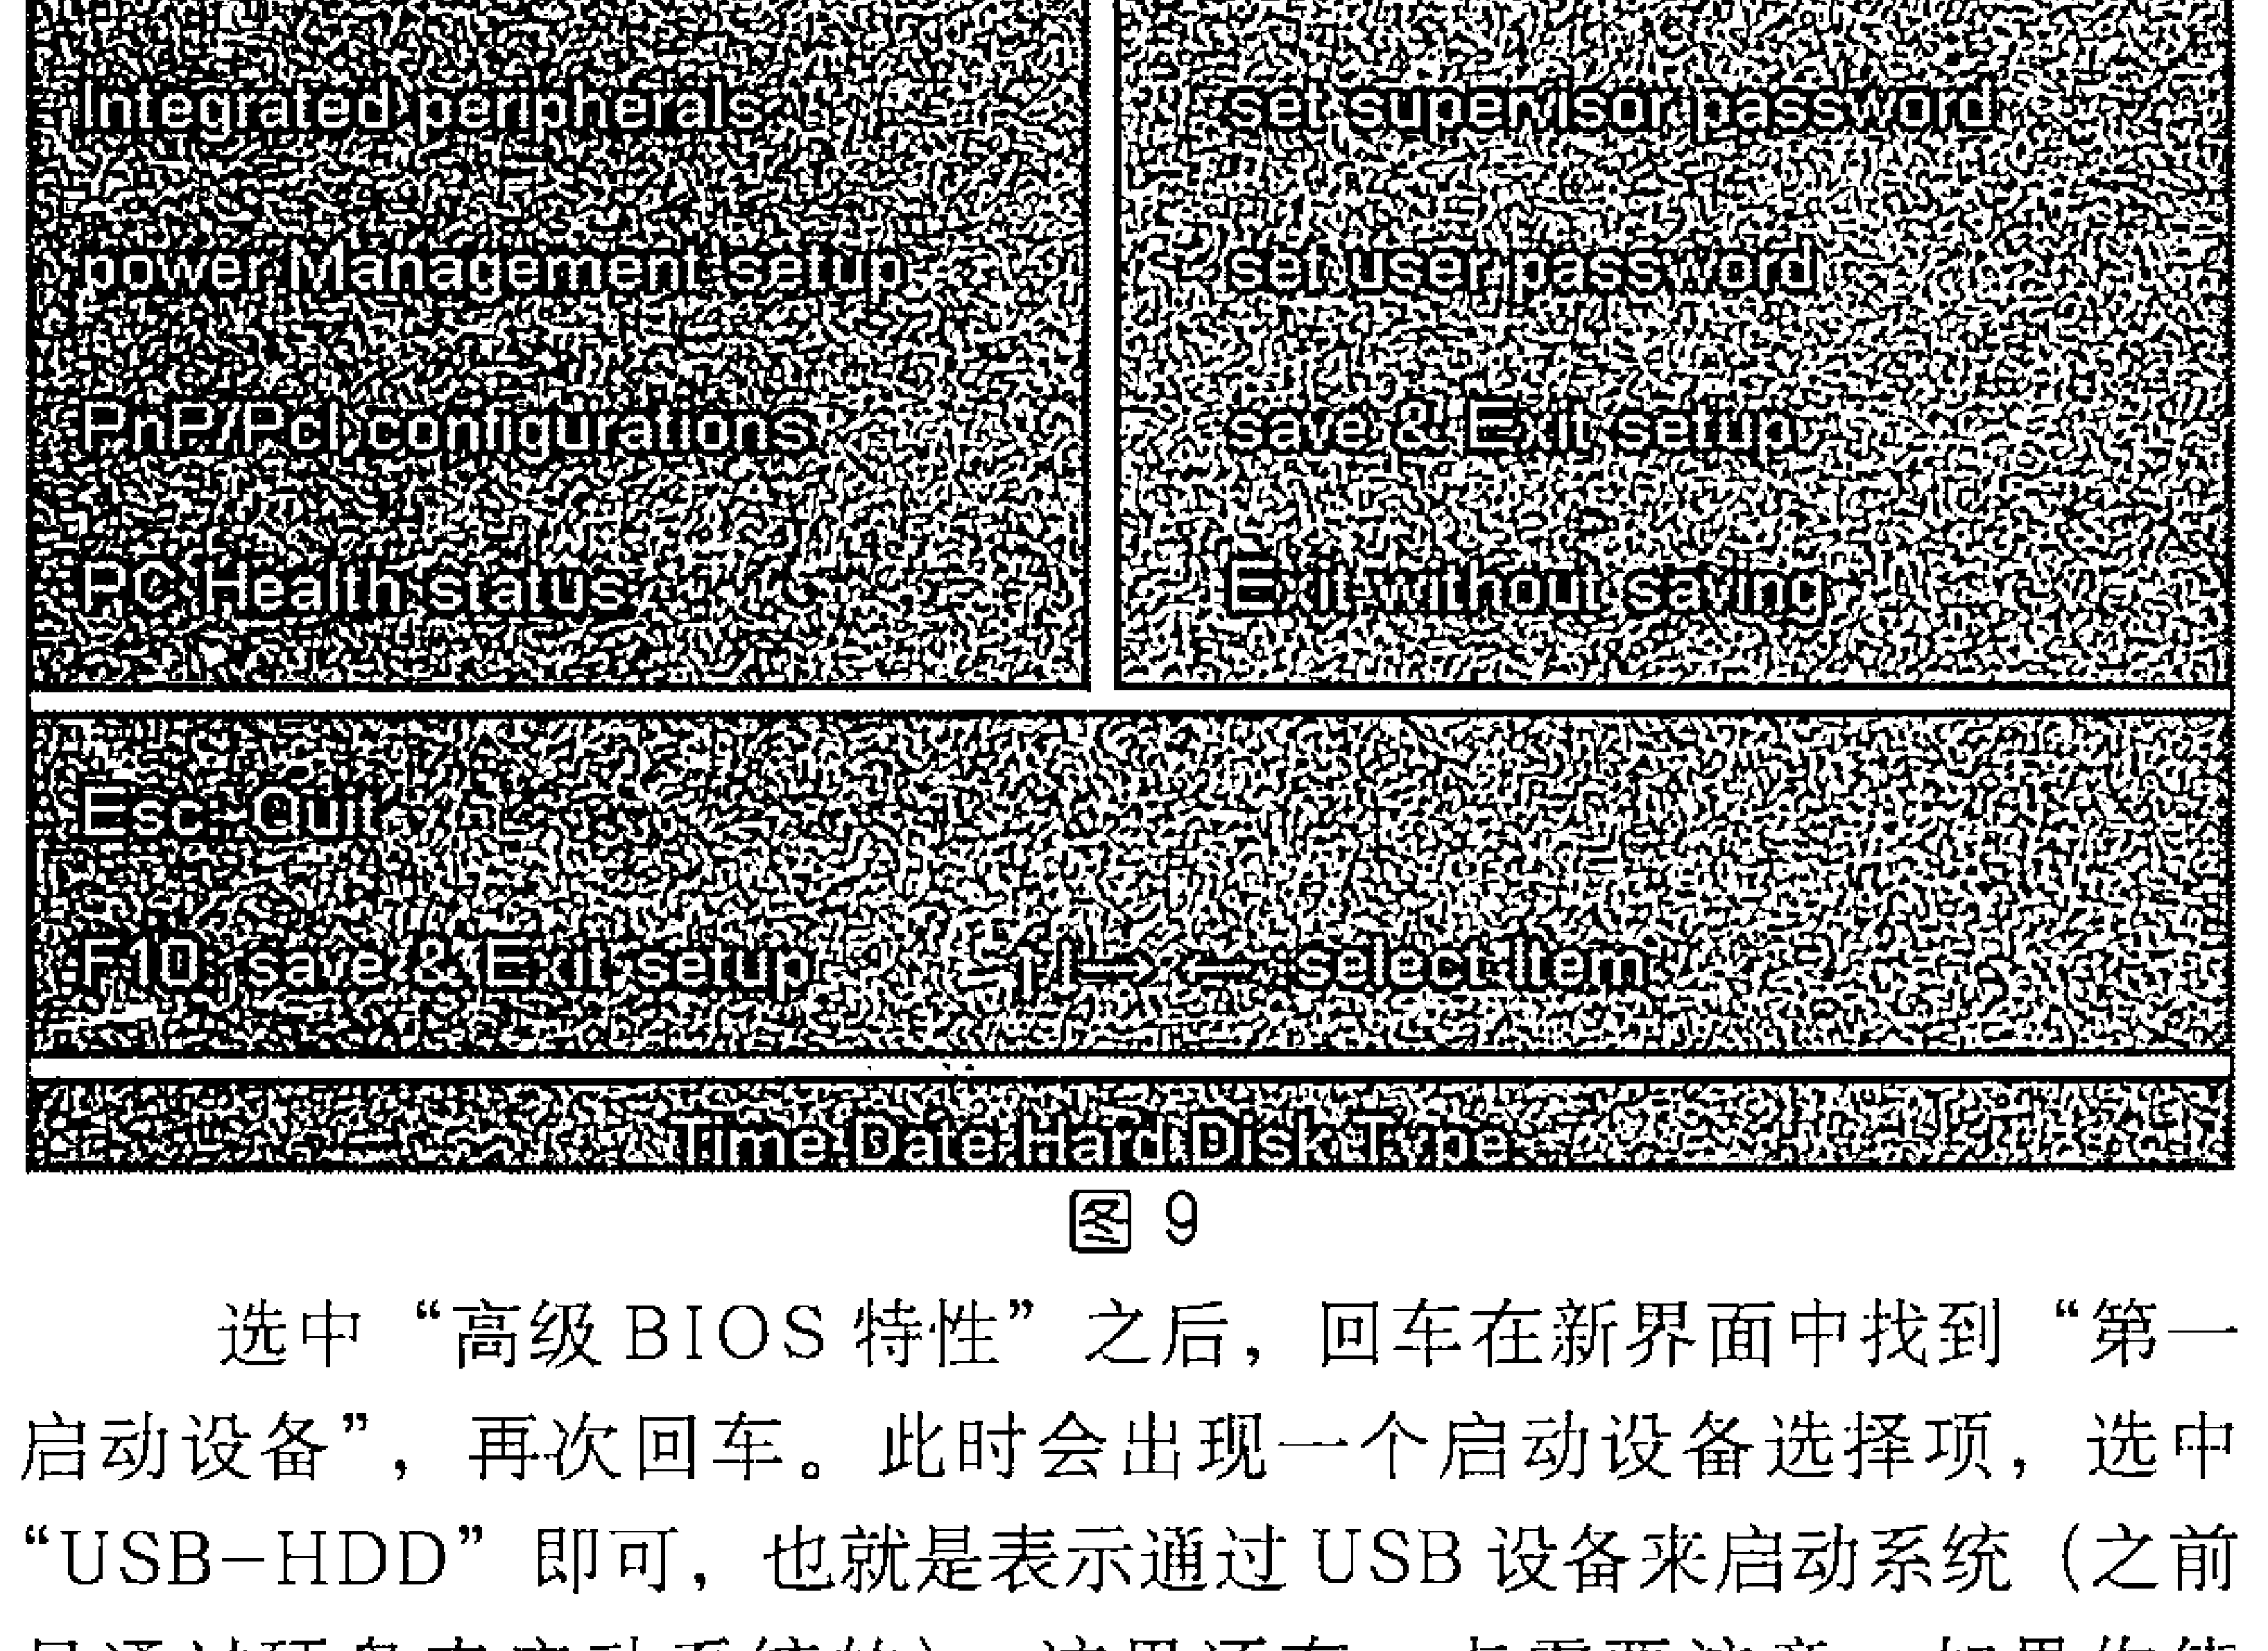 Integrated peripherals
set supervisor password
power Management setup
set user password
PnP/Pcl configurations
save & Exit setup
PC Health status
Exit without saving
Esc: Quit
F10: save & Exit setup ↑↓→← :select Item
Time Date Hard Disk Type
图 9
选中“高级 BIOS 特性”之后，回车在新界面中找到“第一
启动设备”，再次回车。此时会出现一个启动设备选择项，选中
“USB-HDD”即可，也就是表示通过 USB 设备来启动系统（之前